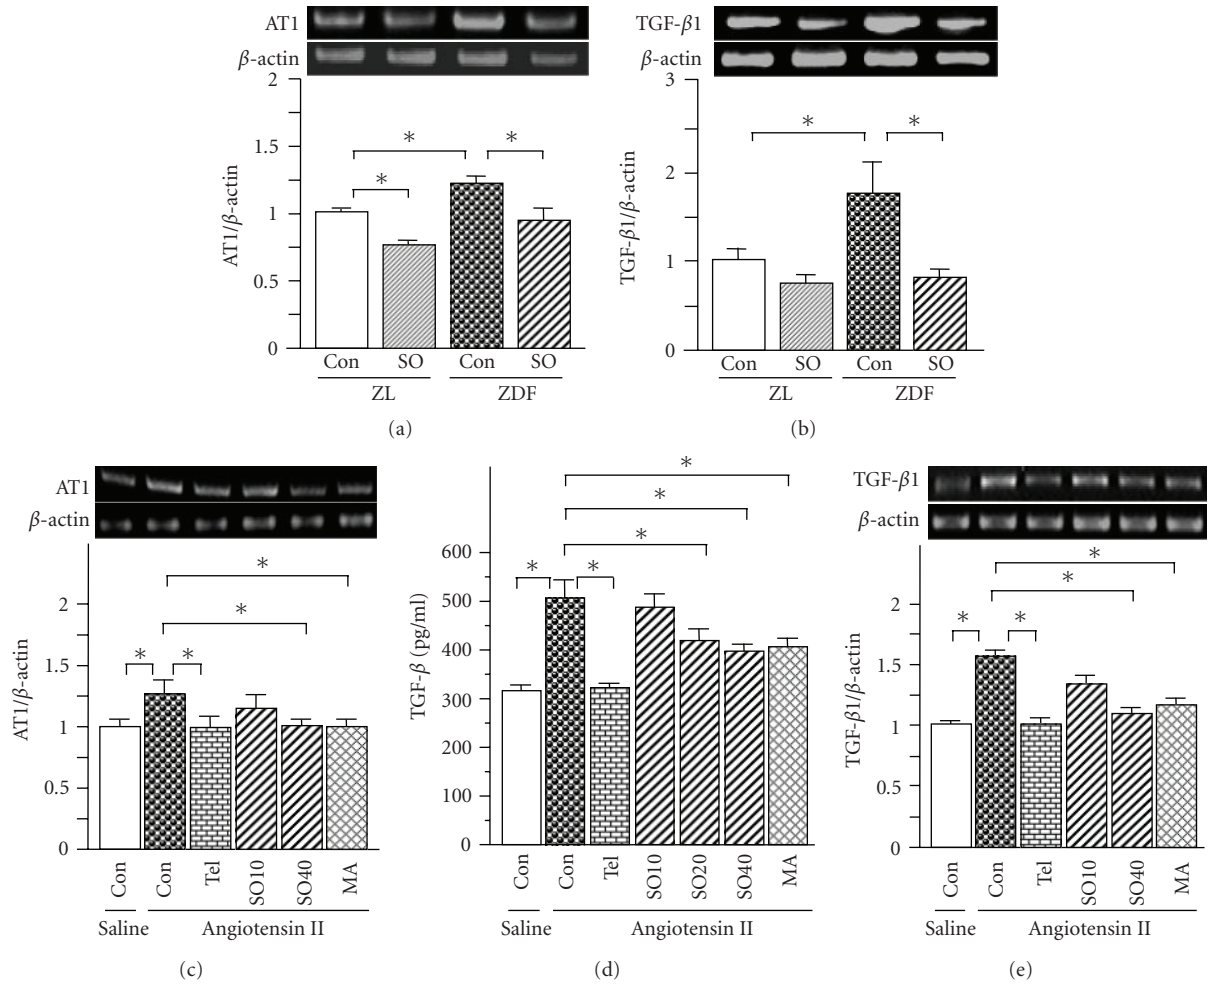 AT1
β-actin
2
1.5
1
0.5
0
AT1/β-actin
*
*
*
Con SO Con SO
ZL ZDF
(a)
TGF-β1
β-actin
3
2
1
0
TGF-β1/β-actin
*
*
Con SO Con SO
ZL ZDF
(b)
AT1
β-actin
2
1.5
1
0.5
0
AT1/β-actin
*
*
*
*
Con Con Tel SO10 SO40 MA
Saline Angiotensin II
(c)
600
500
400
300
200
100
0
TGF-β (pg/ml)
*
*
*
*
*
Con Con Tel SO10 SO20 SO40 MA
Saline Angiotensin II
(d)
TGF-β1
β-actin
2
1.5
1
0.5
0
TGF-β1/β-actin
*
*
*
*
Con Con Tel SO10 SO40 MA
Saline Angiotensin II
(e)